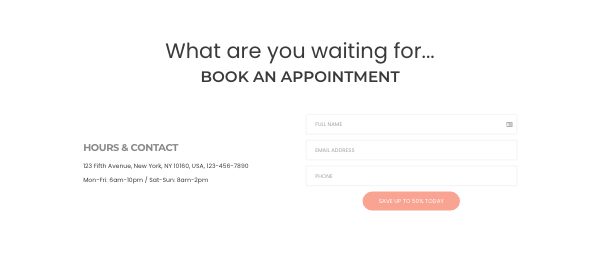 What are you waiting for...
BOOK AN APPOINTMENT
HOURS & CONTACT
123 Fifth Avenue, New York, NY 10160, USA, 123-456-7890
Mon-Fri: 6am-10pm / Sat-Sun: 8am-2pm
FULL NAME
EMAIL ADDRESS
PHONE
SAVE UP TO 50% TODAY